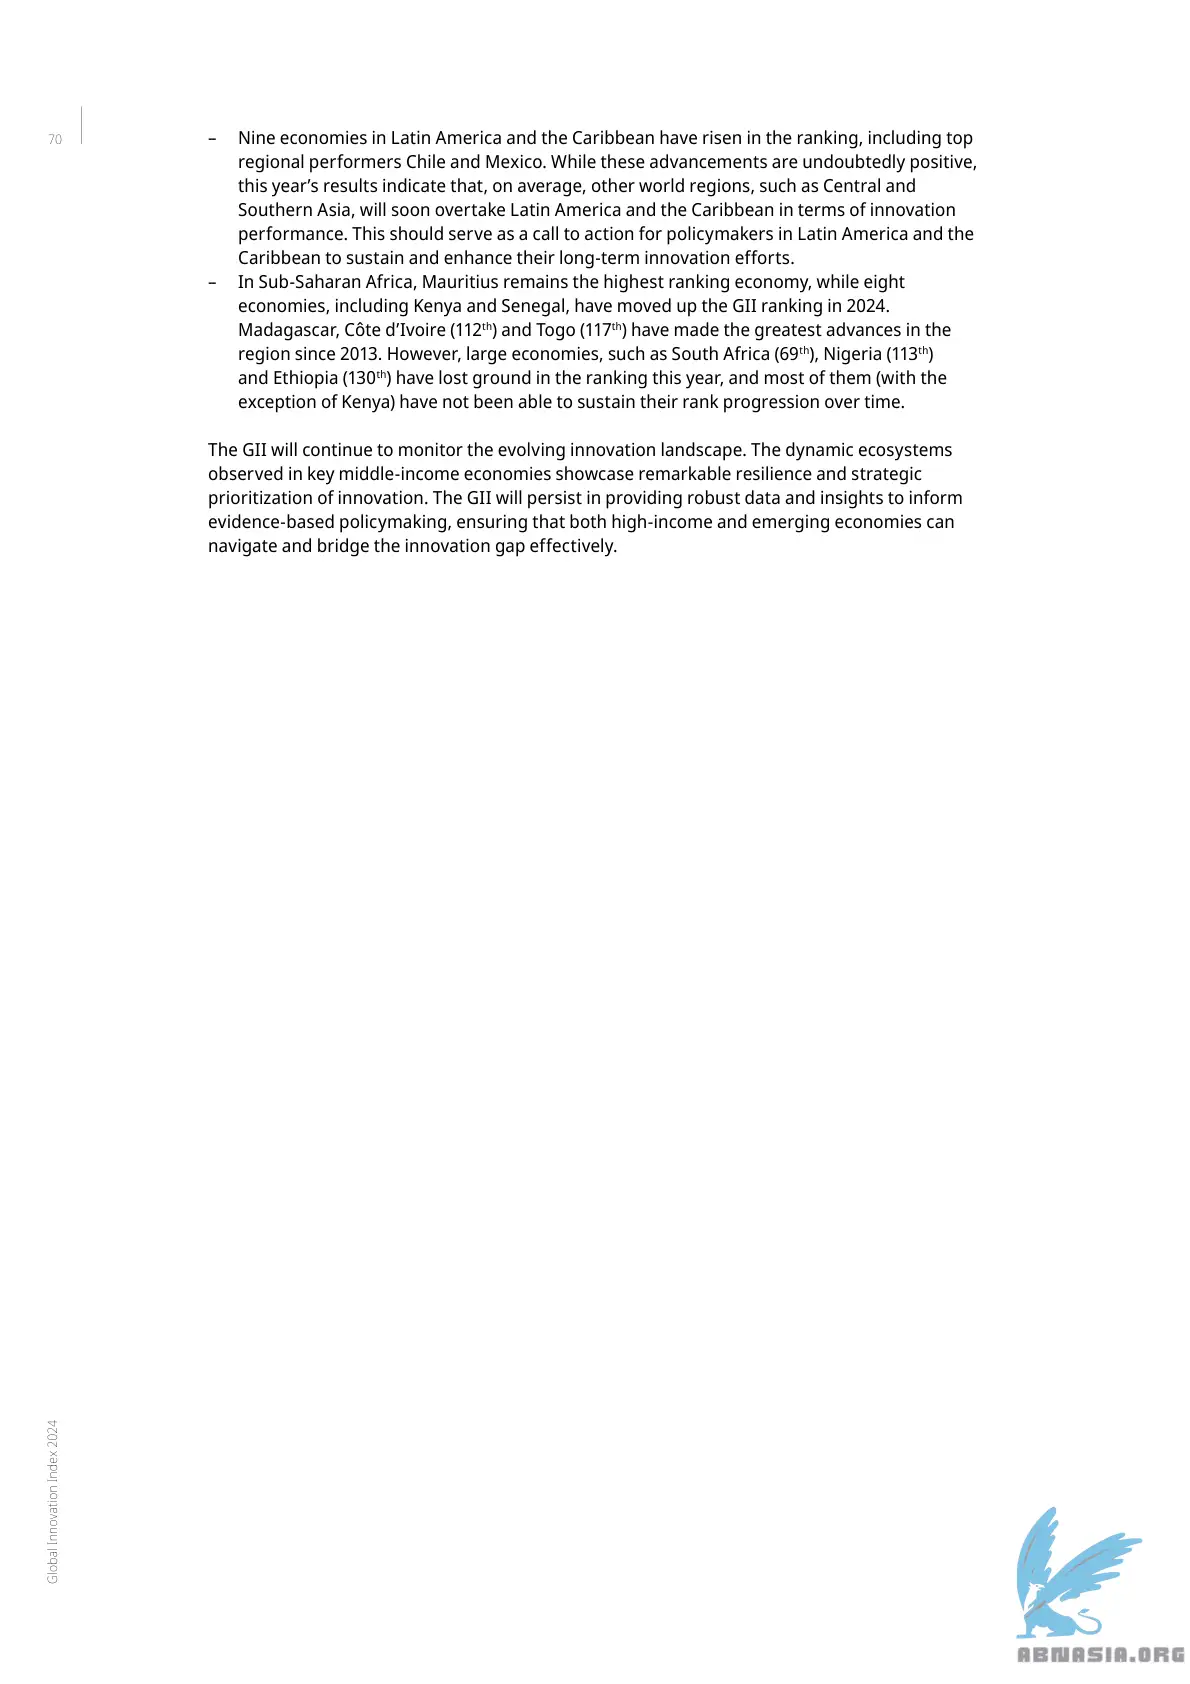 70
– Nine economies in Latin America and the Caribbean have risen in the ranking, including top
regional performers Chile and Mexico. While these advancements are undoubtedly positive,
this year’s results indicate that, on average, other world regions, such as Central and
Southern Asia, will soon overtake Latin America and the Caribbean in terms of innovation
performance. This should serve as a call to action for policymakers in Latin America and the
Caribbean to sustain and enhance their long-term innovation efforts.
– In Sub-Saharan Africa, Mauritius remains the highest ranking economy, while eight
economies, including Kenya and Senegal, have moved up the GII ranking in 2024.
Madagascar, Côte d’Ivoire (112th) and Togo (117th) have made the greatest advances in the
region since 2013. However, large economies, such as South Africa (69th), Nigeria (113th)
and Ethiopia (130th) have lost ground in the ranking this year, and most of them (with the
exception of Kenya) have not been able to sustain their rank progression over time.
The GII will continue to monitor the evolving innovation landscape. The dynamic ecosystems
observed in key middle-income economies showcase remarkable resilience and strategic
prioritization of innovation. The GII will persist in providing robust data and insights to inform
evidence-based policymaking, ensuring that both high-income and emerging economies can
navigate and bridge the innovation gap effectively.
Global Innovation Index 2024
ABNASIA.ORG